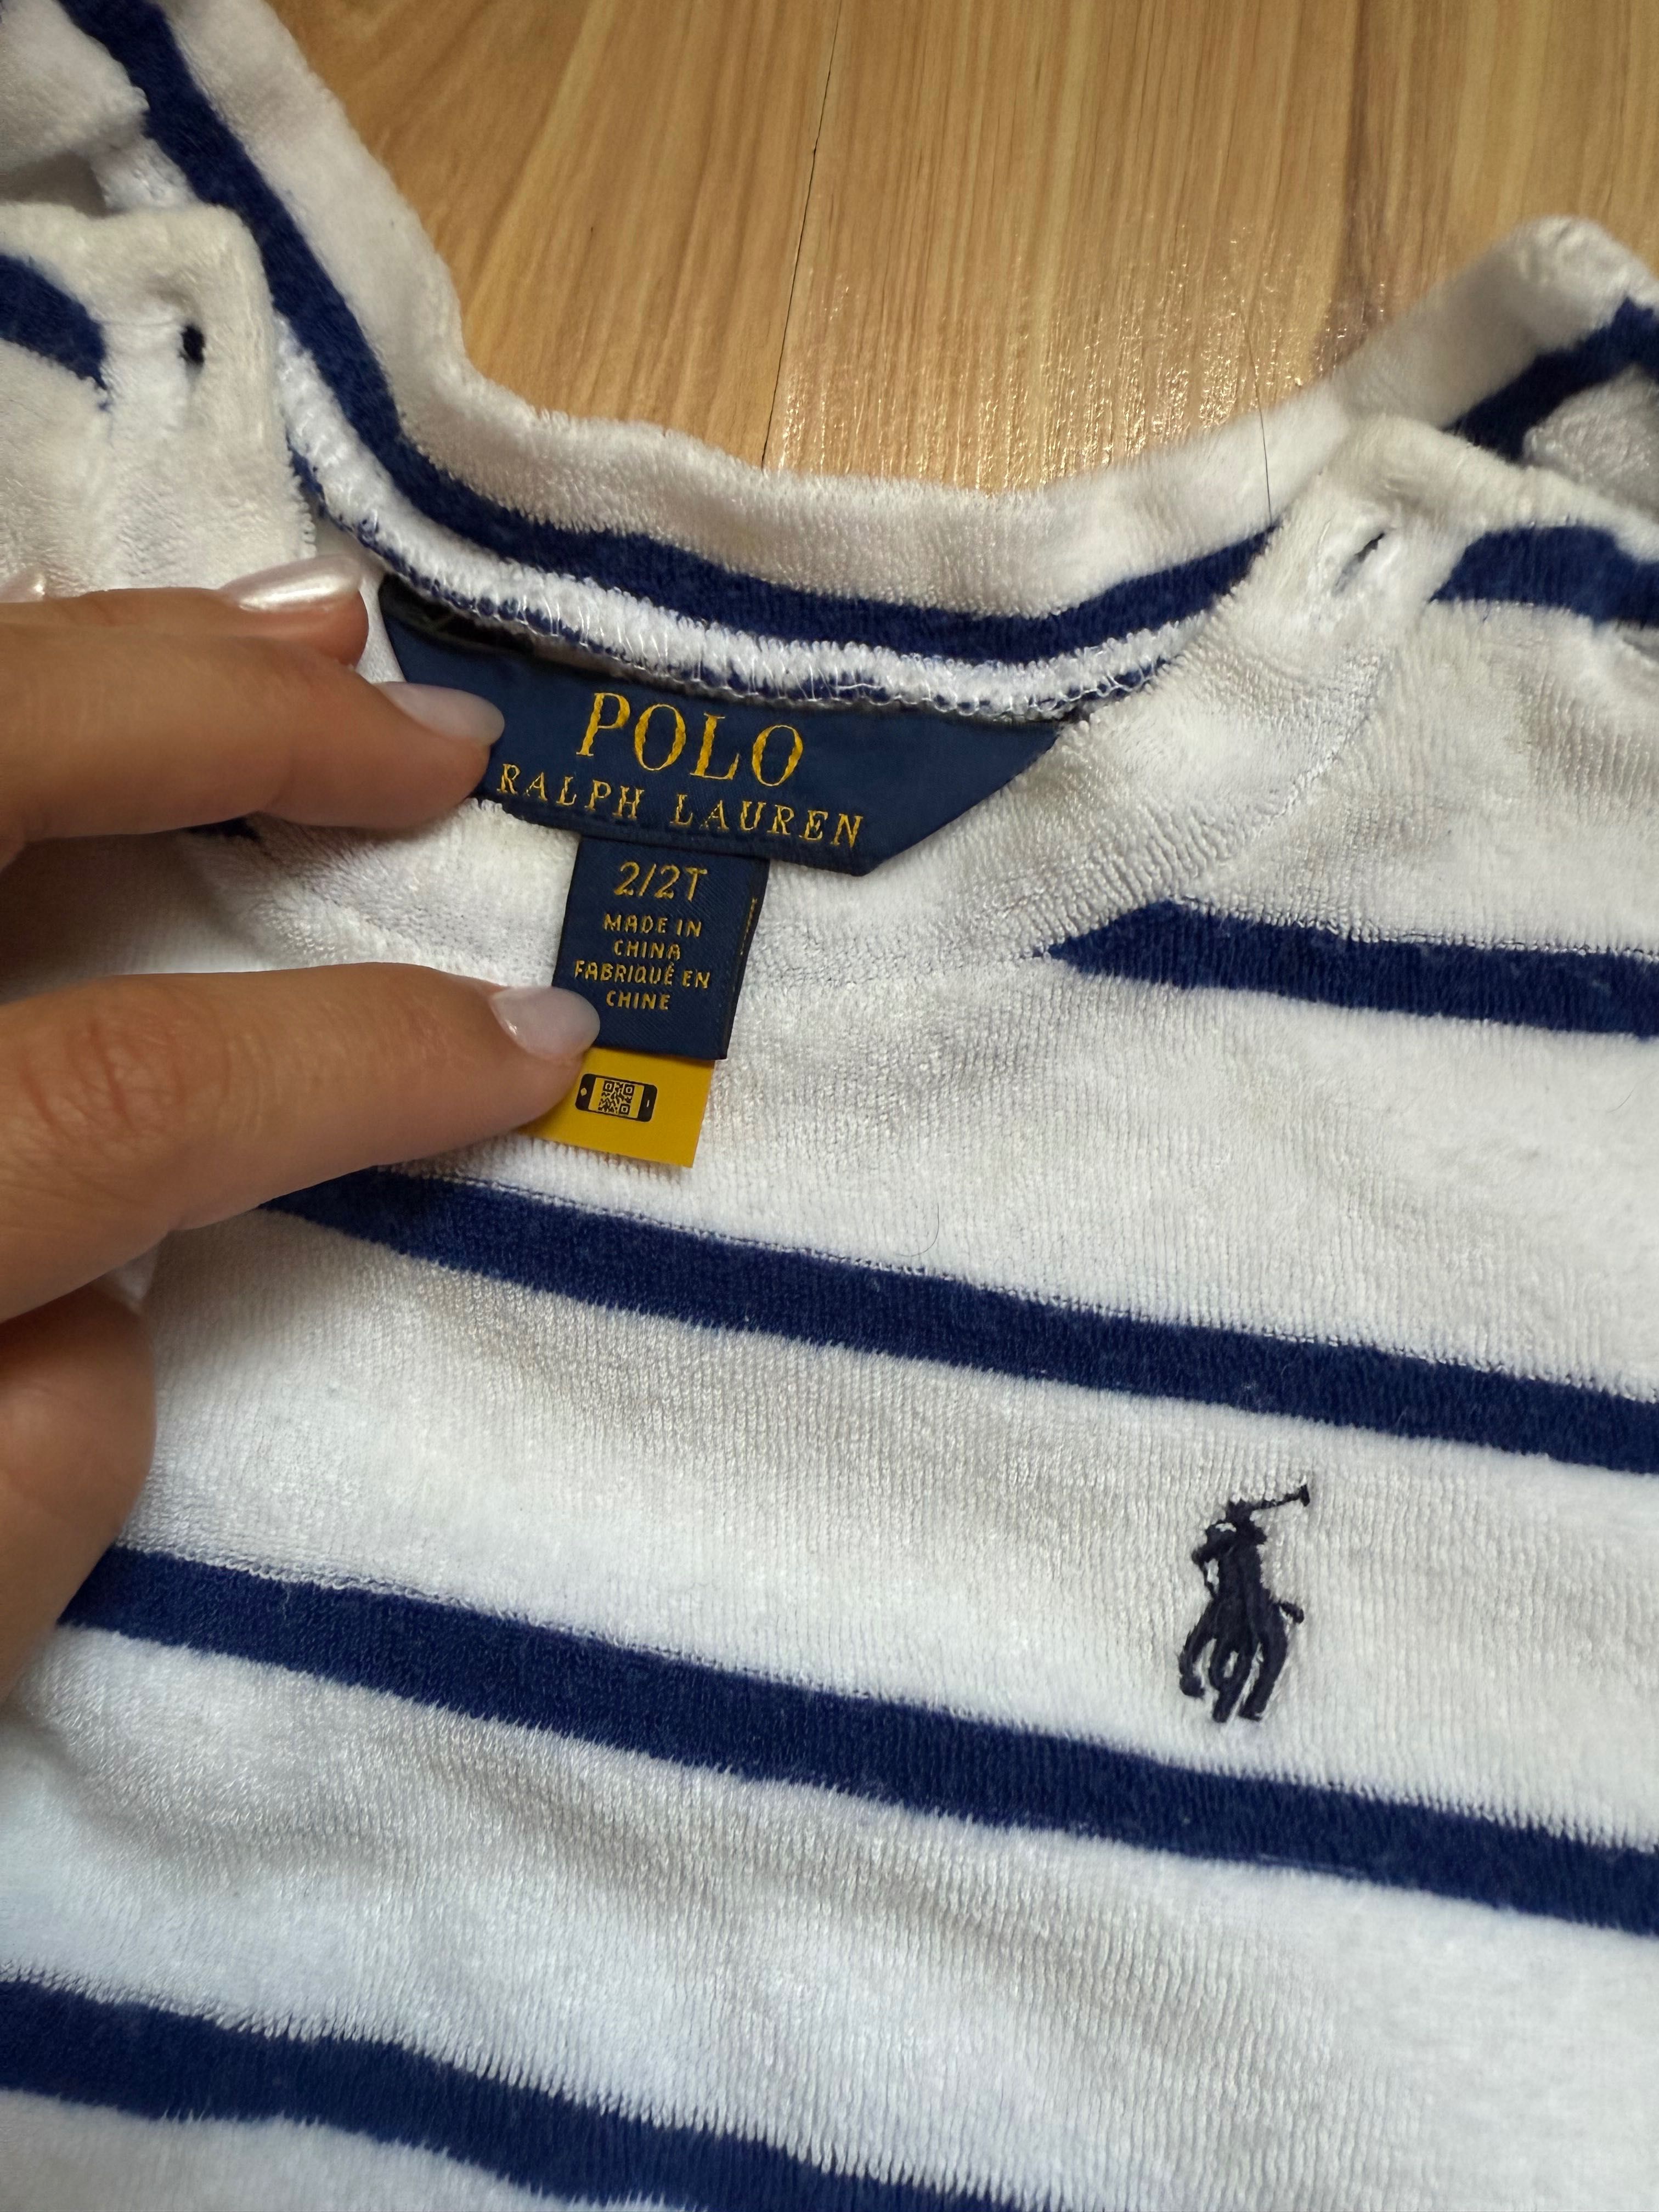 POLO
RALPH LAUREN
2/2T
MADE IN
CHINA
FABRIQUÉ EN
CHINE